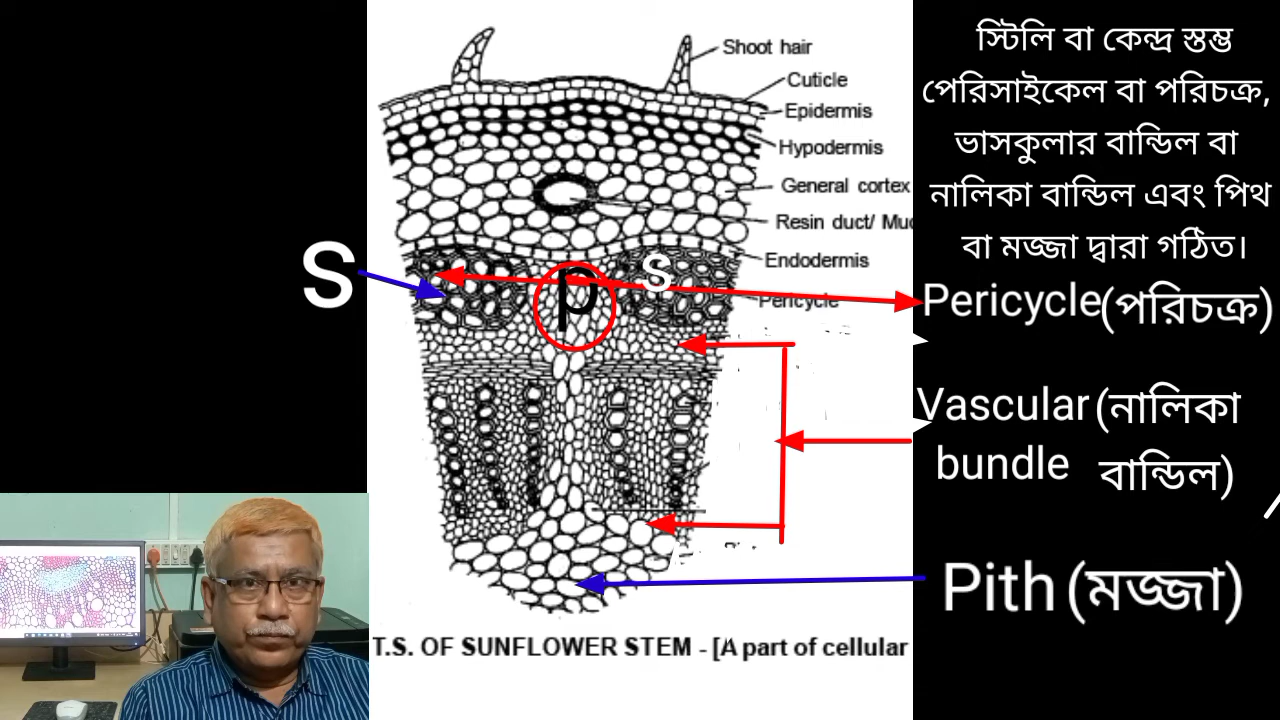 Shoot hair
Cuticle
Epidermis
Hypodermis
General cortex
Resin duct/ Muc
Endodermis
Pericycle
S
P
S
T.S. OF SUNFLOWER STEM - [A part of cellular
স্টিলি বা কেন্দ্র স্তম্ভ
পেরিসাইকেল বা পরিচক্র,
ভাসকুলার বান্ডিল বা
নালিকা বান্ডিল এবং পিথ
বা মজ্জা দ্বারা গঠিত।
Pericycle(পরিচক্র)
Vascular (নালিকা
bundle বান্ডিল)
Pith (মজ্জা)